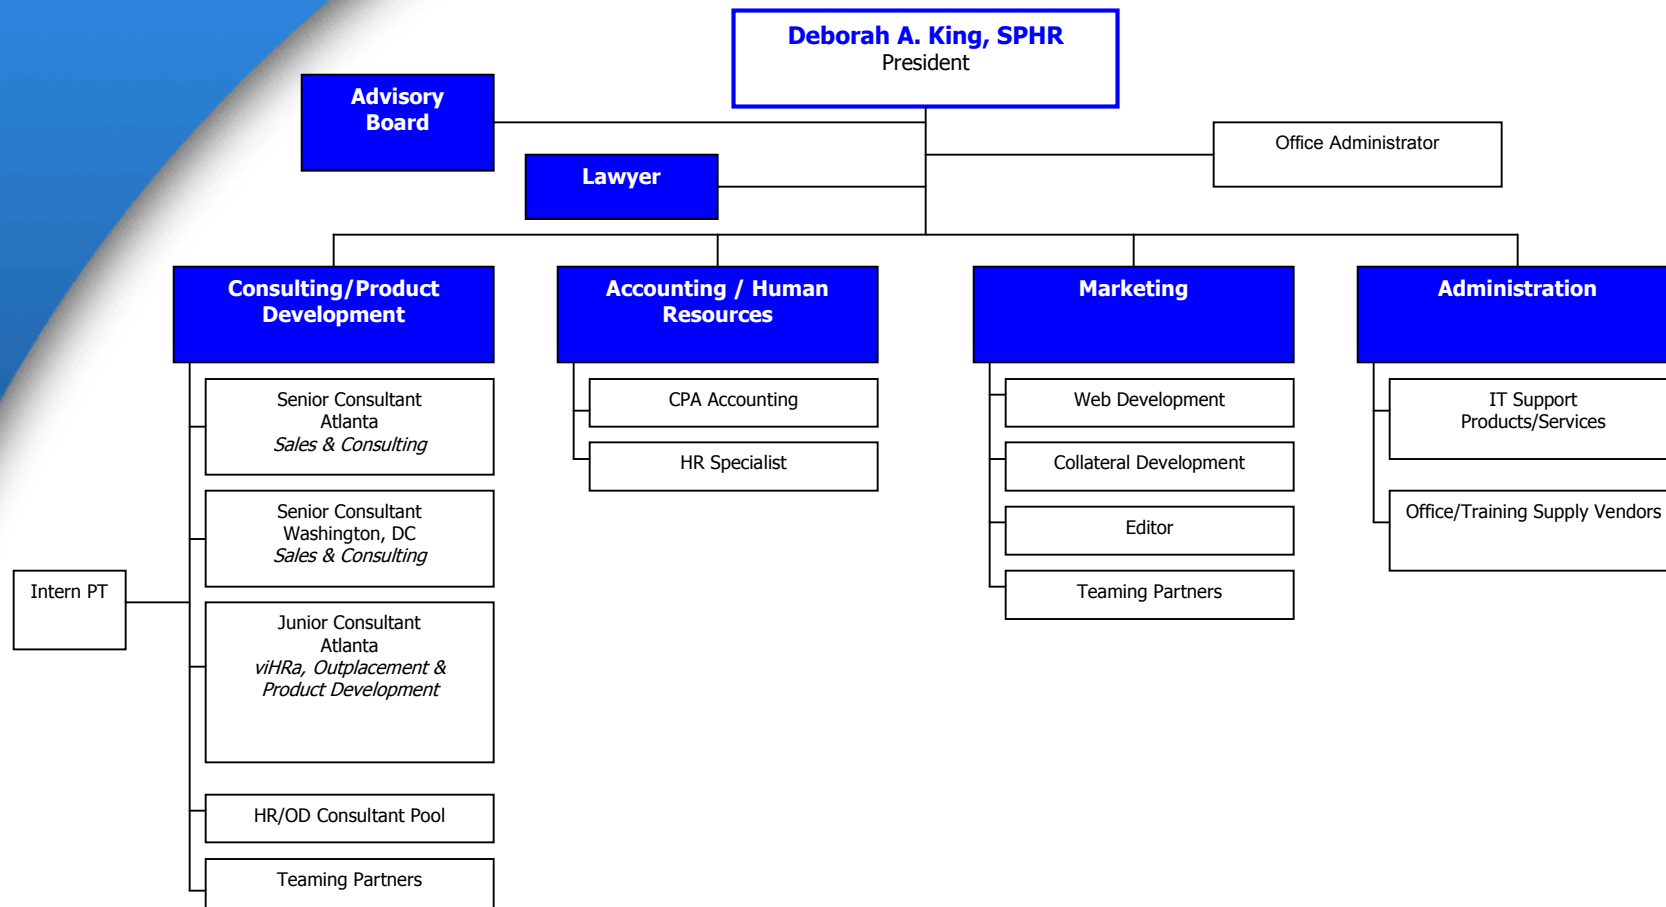 Deborah A. King, SPHR
President
Advisory
Board
Office Administrator
Lawyer
Consulting/Product
Development
Accounting / Human
Resources
Marketing
Administration
Senior Consultant
Atlanta
Sales & Consulting
CPA Accounting
Web Development
IT Support
Products/Services
HR Specialist
Collateral Development
Senior Consultant
Washington, DC
Sales & Consulting
Editor
Office/Training Supply Vendors
Intern PT
Teaming Partners
Junior Consultant
Atlanta
viHRa, Outplacement &
Product Development
HR/OD Consultant Pool
Teaming Partners